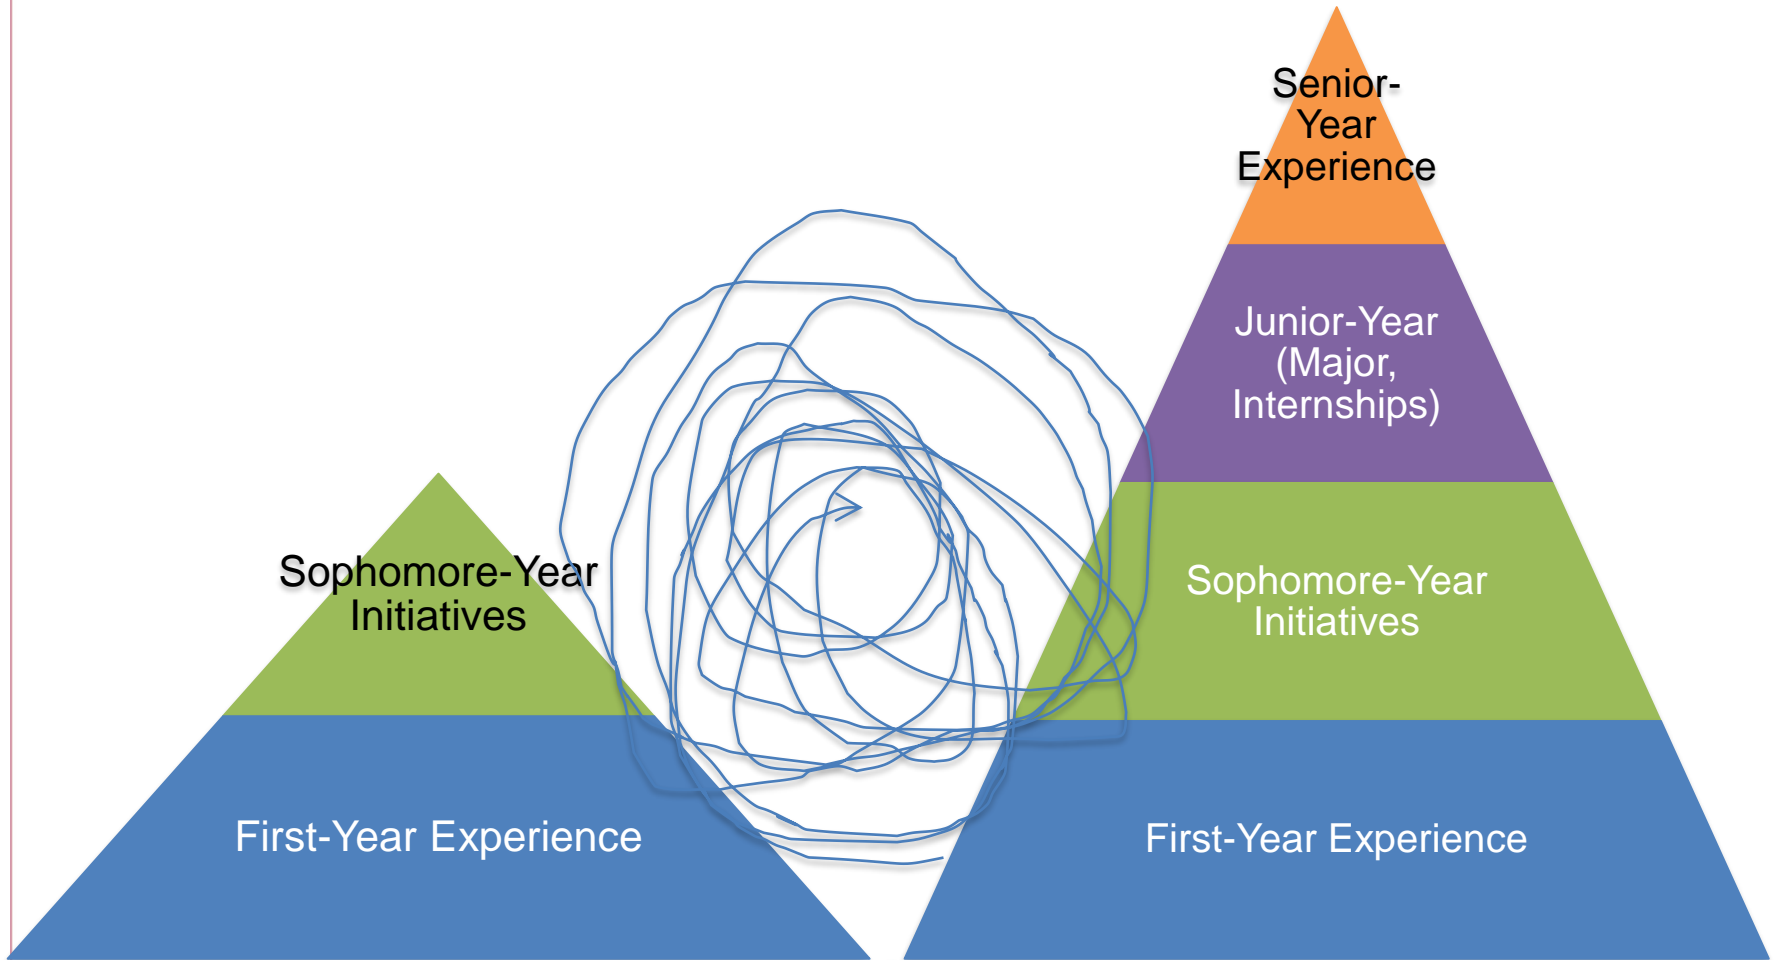 Sophomore-Year
Initiatives
First-Year Experience
Senior-
Year
Experience
Junior-Year
(Major,
Internships)
Sophomore-Year
Initiatives
First-Year Experience